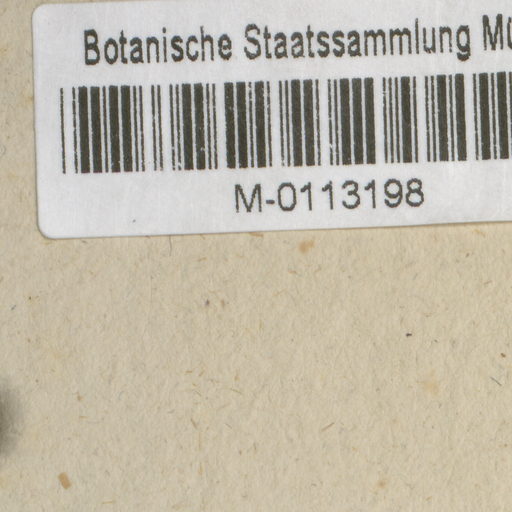 Botanische Staatssammlung Mü
M-0113198